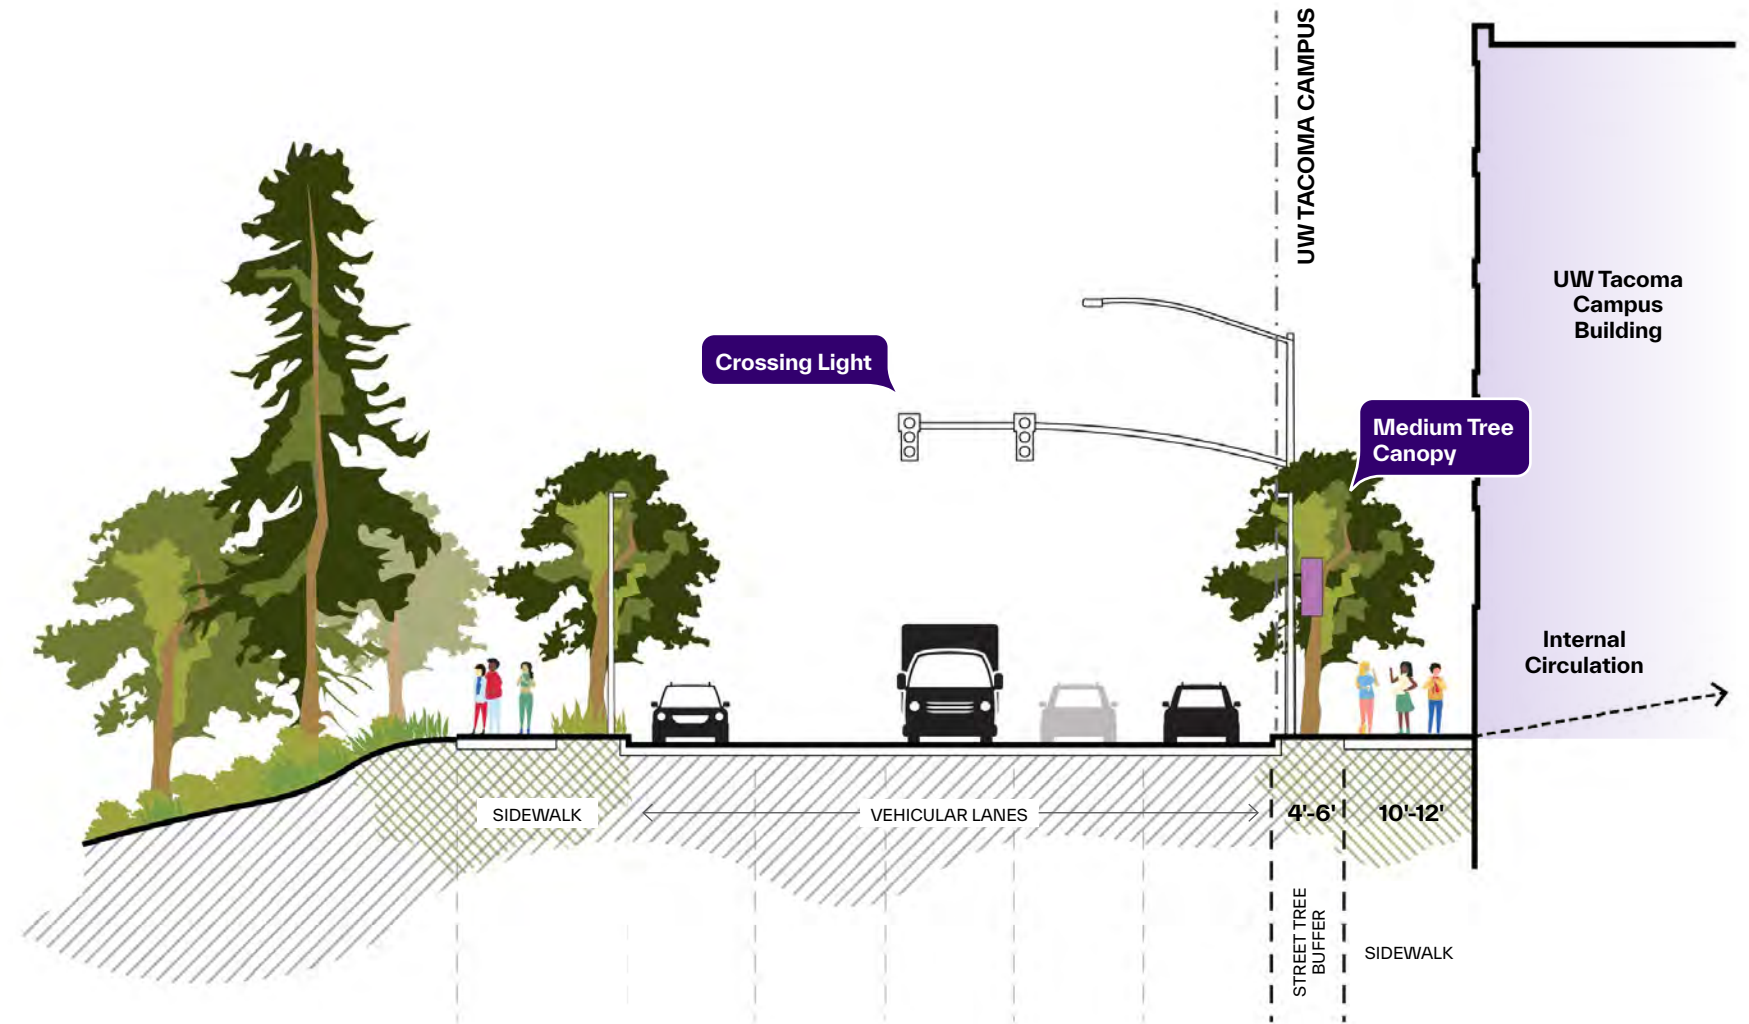 UW TACOMA CAMPUS
UW Tacoma
Campus
Building
Crossing Light
Medium Tree
Canopy
Internal
Circulation
SIDEWALK
VEHICULAR LANES
4'-6'
10'-12'
STREET TREE
BUFFER
SIDEWALK